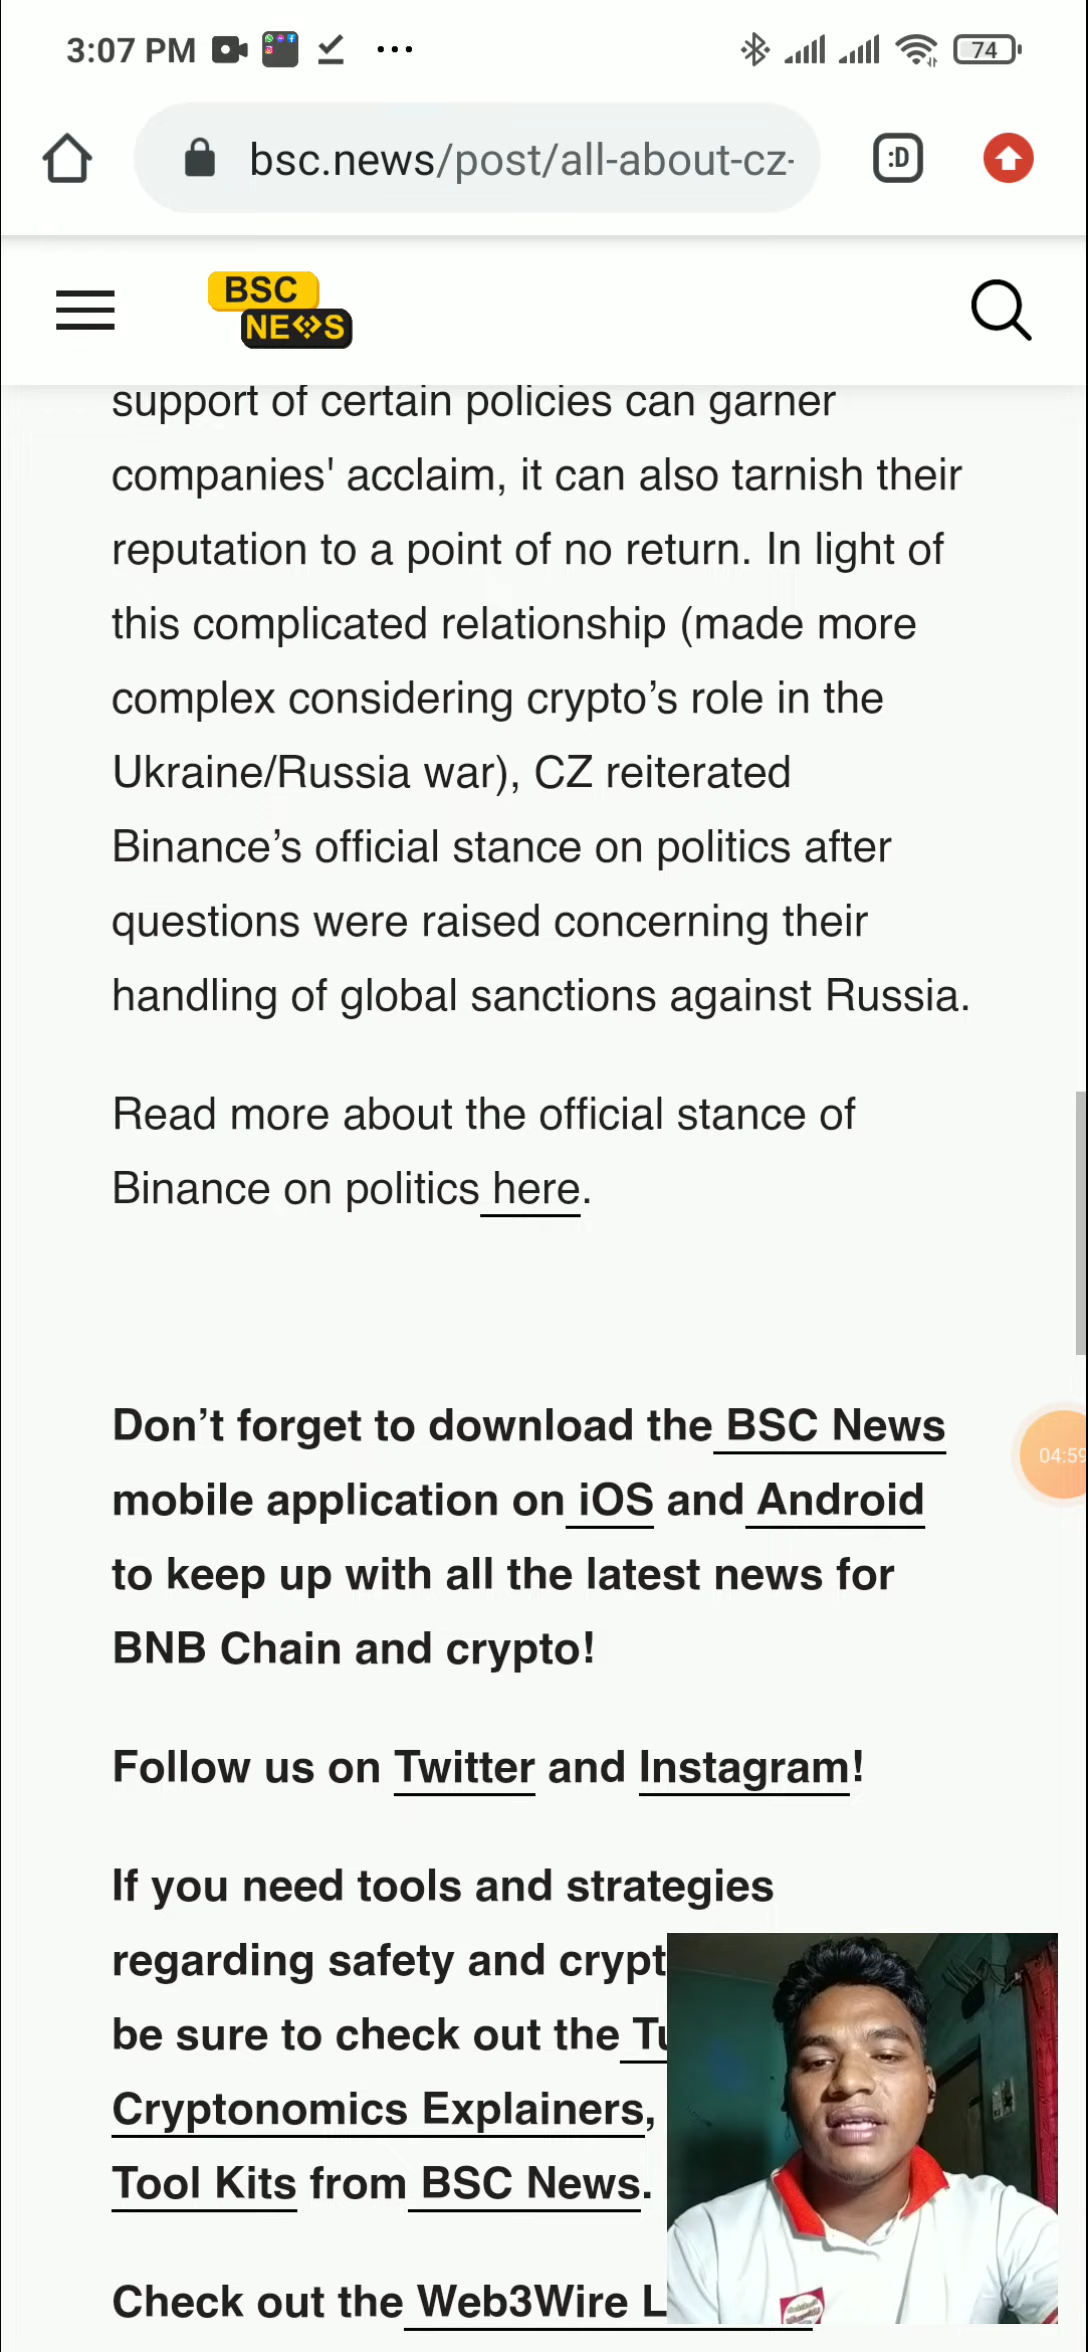 3:07 PM
74
bsc.news/post/all-about-cz-
:D
BSC
NEWS
support of certain policies can garner
companies' acclaim, it can also tarnish their
reputation to a point of no return. In light of
this complicated relationship (made more
complex considering crypto’s role in the
Ukraine/Russia war), CZ reiterated
Binance’s official stance on politics after
questions were raised concerning their
handling of global sanctions against Russia.
Read more about the official stance of
Binance on politics here.
Don’t forget to download the BSC News
04:59
mobile application on iOS and Android
to keep up with all the latest news for
BNB Chain and crypto!
Follow us on Twitter and Instagram!
If you need tools and strategies
regarding safety and crypt
be sure to check out the Tu
Cryptonomics Explainers,
Tool Kits from BSC News.
Check out the Web3Wire L